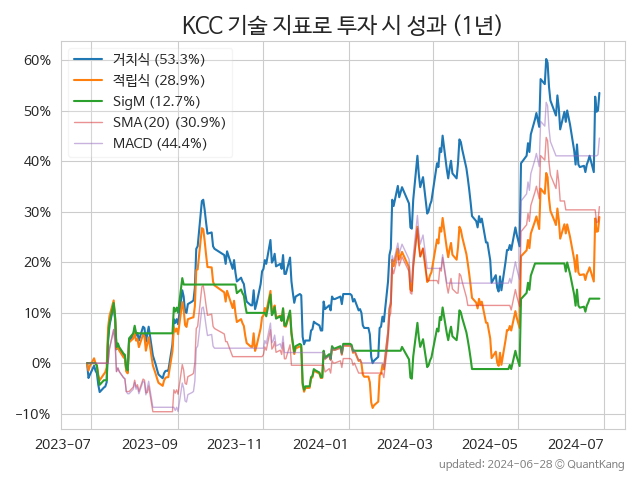 KCC 기술 지표로 투자 시 성과 (1년)
거치식 (53.3%)
적립식 (28.9%)
SigM (12.7%)
SMA(20) (30.9%)
MACD (44.4%)
60%
50%
40%
30%
20%
10%
0%
−10%
2023-07 2023-09 2023-11 2024-01 2024-03 2024-05 2024-07
updated: 2024-06-28 © QuantKang